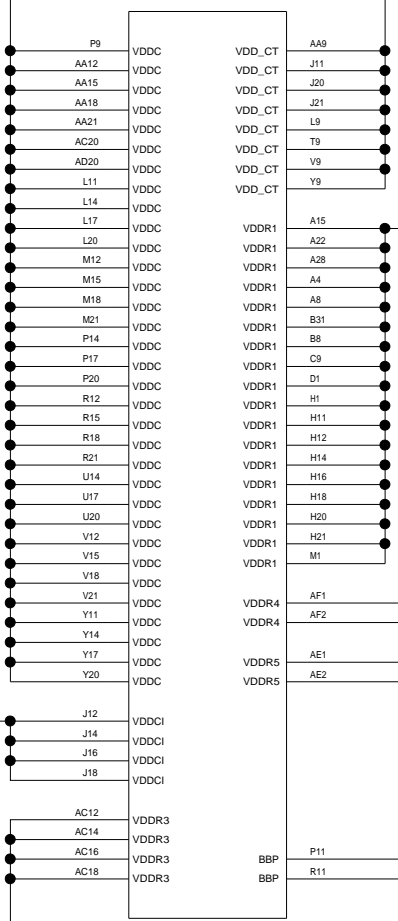 P9 VDDC VDD_CT AA9
AA12 VDDC VDD_CT J11
AA15 VDDC VDD_CT J20
AA18 VDDC VDD_CT J21
AA21 VDDC VDD_CT L9
AC20 VDDC VDD_CT T9
AD20 VDDC VDD_CT V9
L11 VDDC VDD_CT Y9
L14 VDDC
L17 VDDC VDDR1 A15
L20 VDDC VDDR1 A22
M12 VDDC VDDR1 A28
M15 VDDC VDDR1 A4
M18 VDDC VDDR1 A8
M21 VDDC VDDR1 B31
P14 VDDC VDDR1 B8
P17 VDDC VDDR1 C9
P20 VDDC VDDR1 D1
R12 VDDC VDDR1 H1
R15 VDDC VDDR1 H11
R18 VDDC VDDR1 H12
R21 VDDC VDDR1 H14
U14 VDDC VDDR1 H16
U17 VDDC VDDR1 H18
U20 VDDC VDDR1 H20
V12 VDDC VDDR1 H21
V15 VDDC VDDR1 M1
V18 VDDC
V21 VDDC VDDR4 AF1
Y11 VDDC VDDR4 AF2
Y14 VDDC
Y17 VDDC VDDR5 AE1
Y20 VDDC VDDR5 AE2
J12 VDDCI
J14 VDDCI
J16 VDDCI
J18 VDDCI
AC12 VDDR3
AC14 VDDR3
AC16 VDDR3 BBP P11
AC18 VDDR3 BBP R11